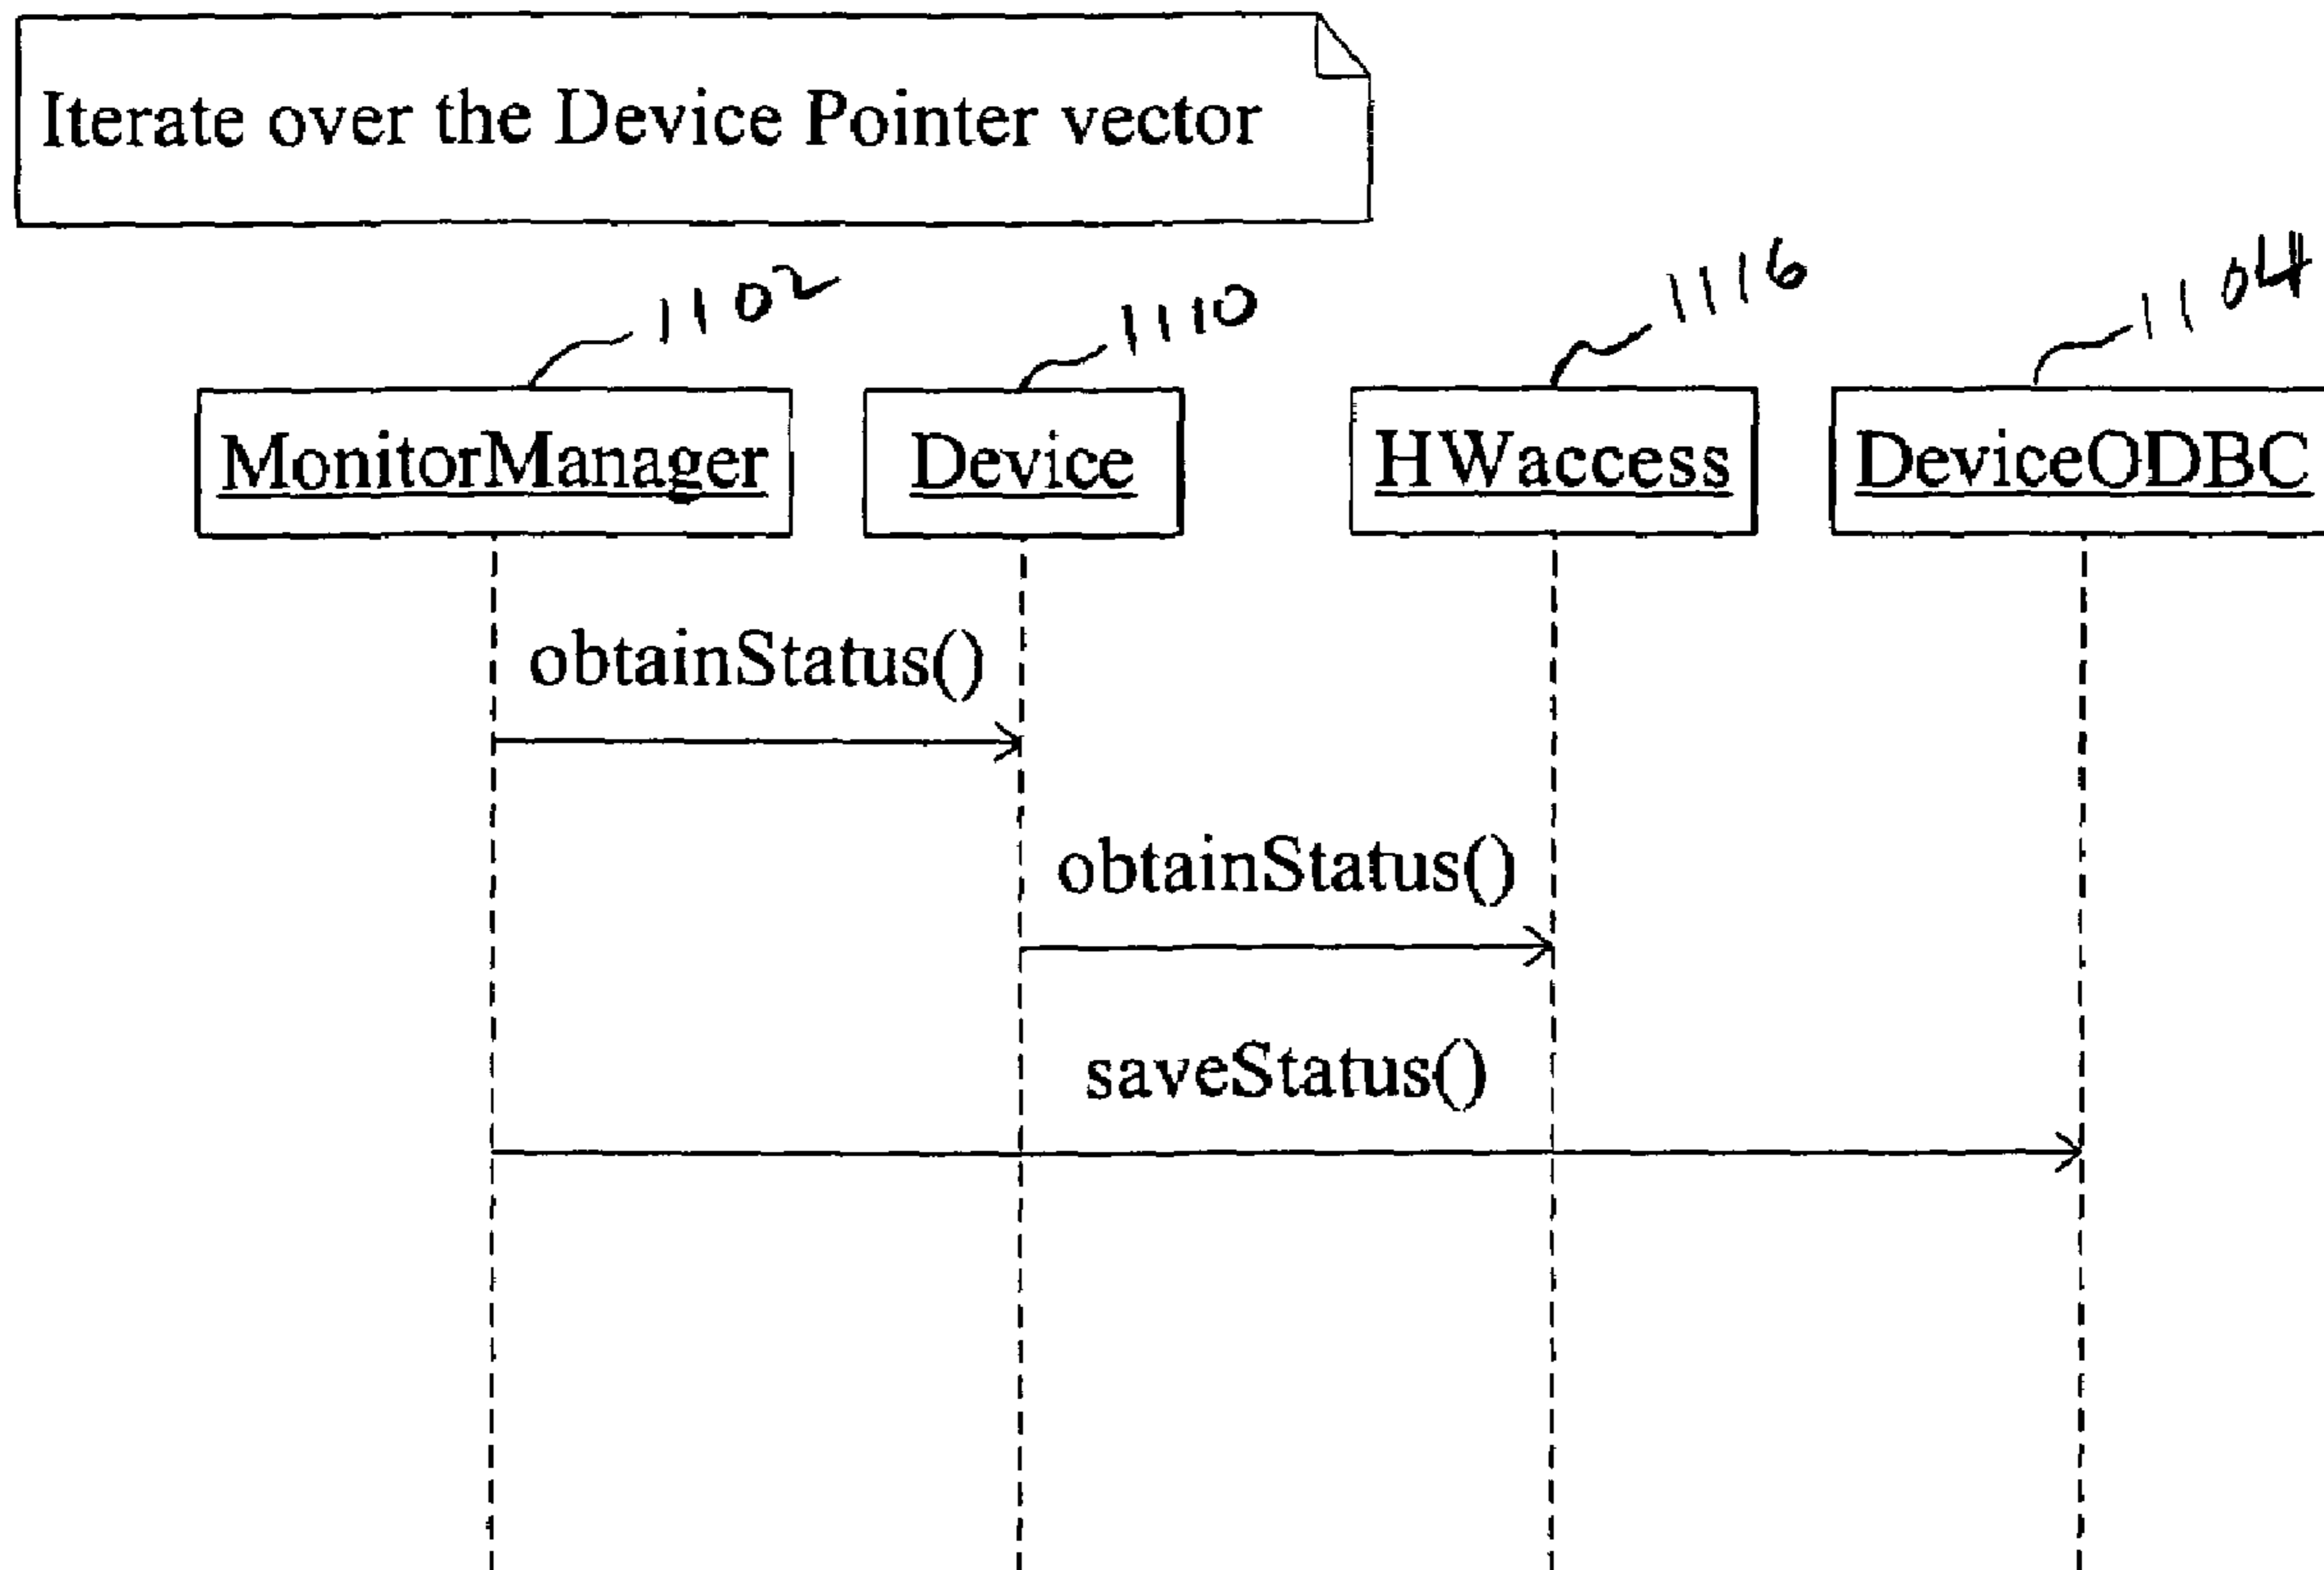 Iterate over the Device Pointer vector
1102 1110 1116 1104
MonitorManager Device HWaccess DeviceODBC
obtainStatus()
obtainStatus()
saveStatus()